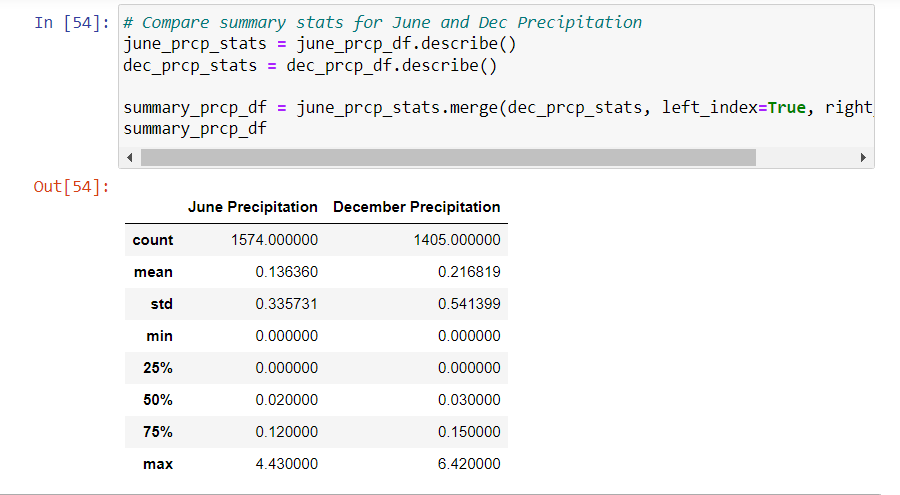 In [54]: # Compare summary stats for June and Dec Precipitation
june_prcp_stats = june_prcp_df.describe()
dec_prcp_stats = dec_prcp_df.describe()
summary_prcp_df = june_prcp_stats.merge(dec_prcp_stats, left_index=True, right
summary_prcp_df
Out[54]:
June Precipitation December Precipitation
count 1574.000000 1405.000000
mean 0.136360 0.216819
std 0.335731 0.541399
min 0.000000 0.000000
25% 0.000000 0.000000
50% 0.020000 0.030000
75% 0.120000 0.150000
max 4.430000 6.420000